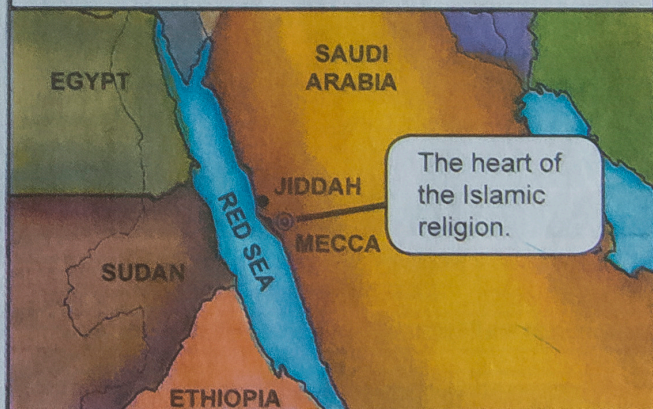 SAUDI
ARABIA
EGYPT
JIDDAH
The heart of
the Islamic
religion.
RED SEA
MECCA
SUDAN
ETHIOPIA